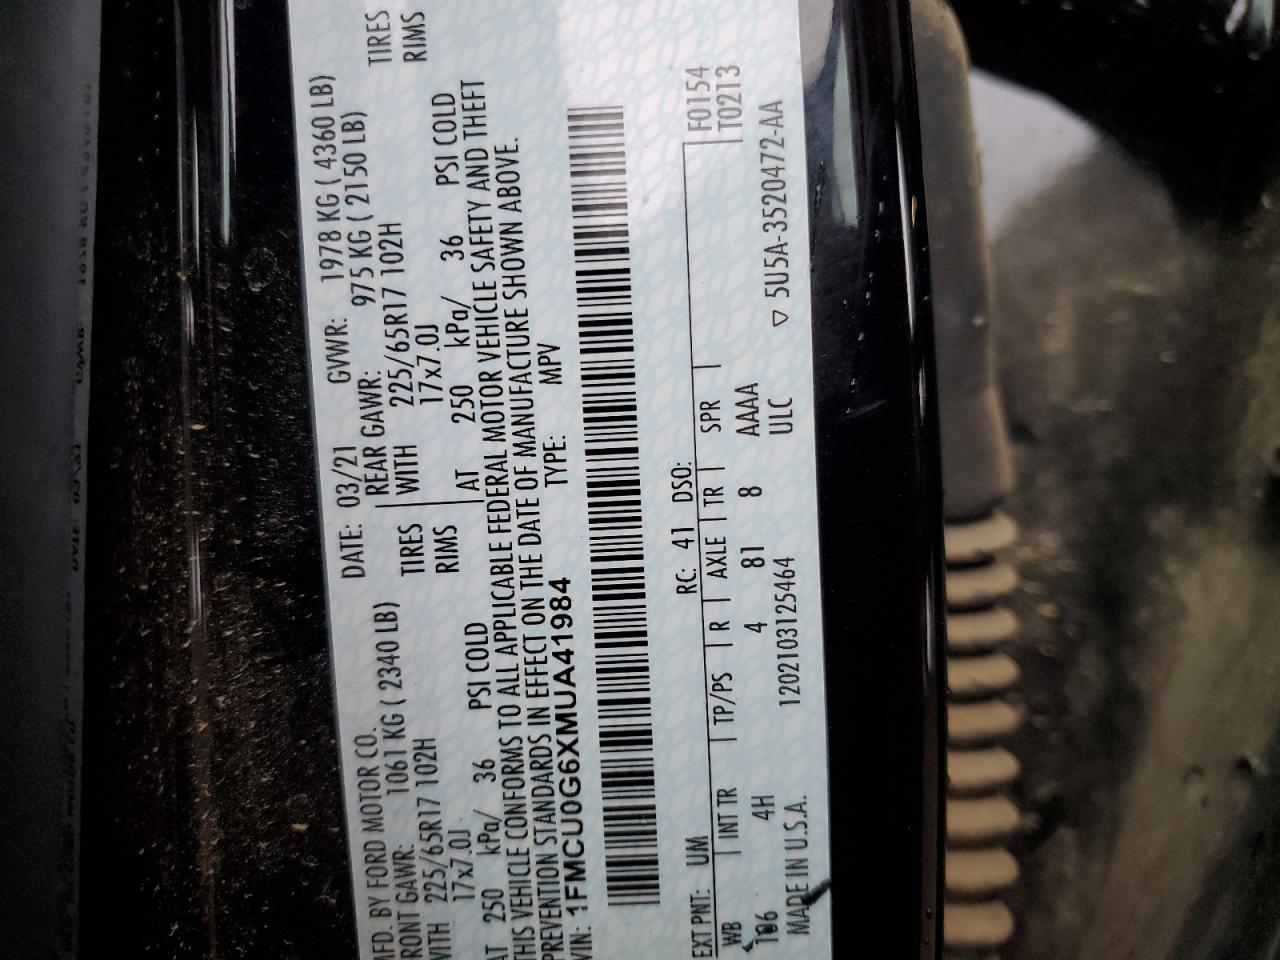 MFD. BY FORD MOTOR CO.
DATE: 03/21 GVWR: 1978 KG ( 4360 LB)
FRONT GAWR: 1061 KG ( 2340 LB) REAR GAWR: 975 KG ( 2150 LB)
WITH 225/65R17 102H TIRES WITH 225/65R17 102H TIRES
17x7.0J RIMS 17x7.0J RIMS
AT 250 kPa/ 36 PSI COLD AT 250 kPa/ 36 PSI COLD
THIS VEHICLE CONFORMS TO ALL APPLICABLE FEDERAL MOTOR VEHICLE SAFETY AND THEFT
PREVENTION STANDARDS IN EFFECT ON THE DATE OF MANUFACTURE SHOWN ABOVE.
VIN: 1FMCU0G6XMUA41984 TYPE: MPV
EXT PNT: UM RC: 41 DSO: F0154
WB INT TR TP/PS R AXLE TR SPR T0213
106 4H 4 81 8 AAAA
MADE IN U.S.A. 1202103125464 ULC ▽ 5U5A-3520472-AA